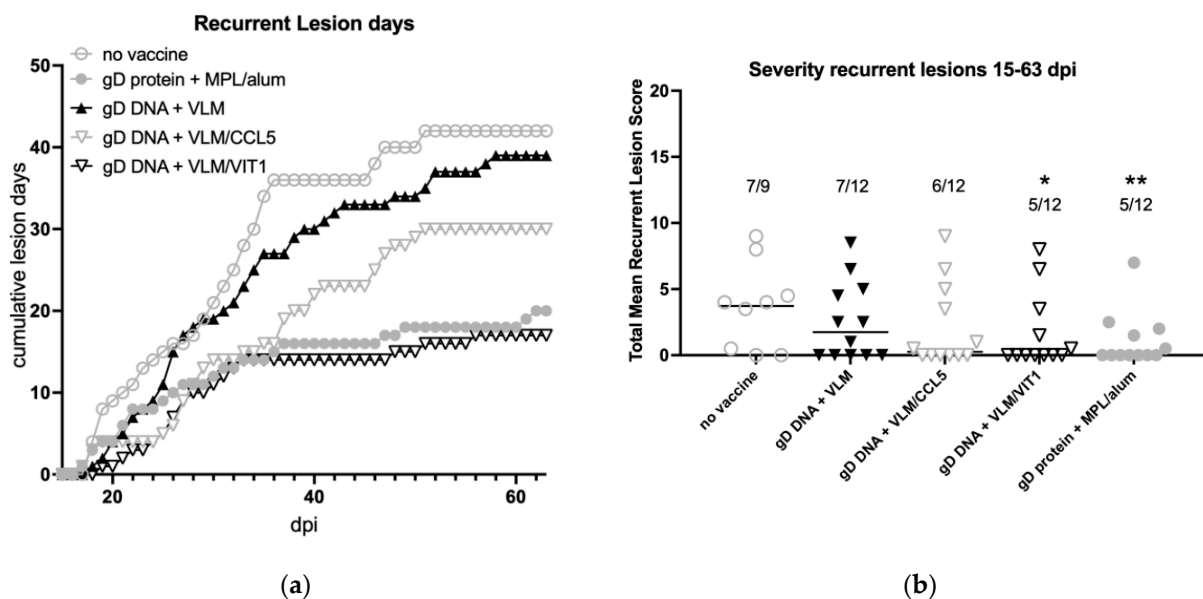 Recurrent Lesion days
no vaccine
gD protein + MPL/alum
gD DNA + VLM
gD DNA + VLM/CCL5
gD DNA + VLM/VIT1
cumulative lesion days
50
40
30
20
10
0
20 40 60
dpi
(a)
Severity recurrent lesions 15-63 dpi
Total Mean Recurrent Lesion Score
20
15
10
5
0
* **
7/9 7/12 6/12 5/12 5/12
no vaccine
gD DNA + VLM
gD DNA + VLM/CCL5
gD DNA + VLM/VIT1
gD protein + MPL/alum
(b)